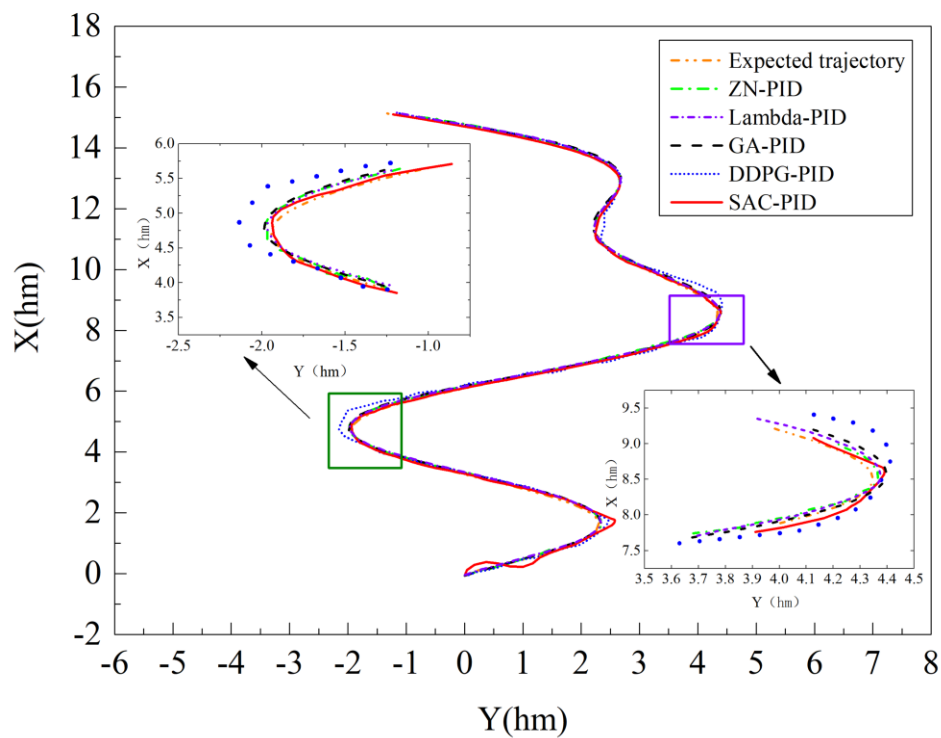 18
16
14
12
10
8
6
4
2
0
-2
X(hm)
-6 -5 -4 -3 -2 -1 0 1 2 3 4 5 6 7 8
Y(hm)
Expected trajectory
ZN-PID
Lambda-PID
GA-PID
DDPG-PID
SAC-PID
6.0
5.5
5.0
4.5
4.0
3.5
X（hm）
-2.5 -2.0 -1.5 -1.0
Y（hm）
9.5
9.0
8.5
8.0
7.5
X（hm）
3.5 3.6 3.7 3.8 3.9 4.0 4.1 4.2 4.3 4.4 4.5
Y（hm）